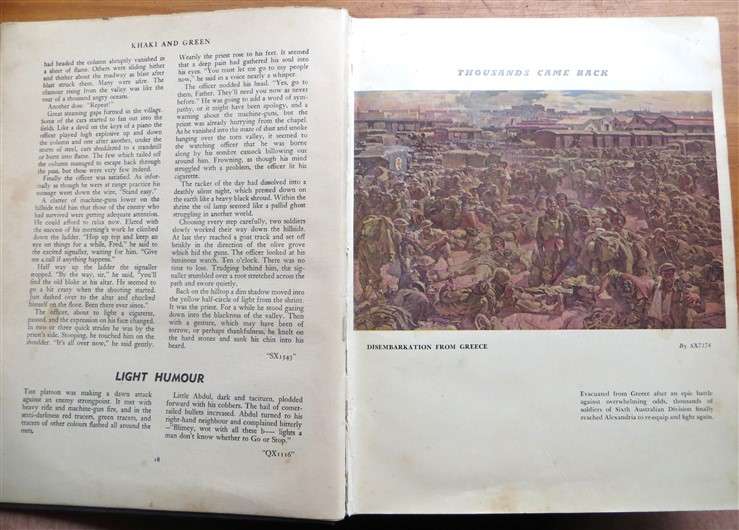 KHAKI AND GREEN
had headed the column abruptly vanished in
a sheet of flame. Others were sliding hither
and thither about the roadway as blast after
blast struck them. Many were afire. The
clamour rising from the valley was like the
roar of a thousand angry oceans.
Another dose. "Repeat!"
Great steaming gaps formed in the village.
Some of the cars started to fan out into the
fields. Like a devil on the keys of a piano the
officer played high explosive up and down
the column and one after another, under the
storm of steel, cars shuddered to a standstill
or burst into flame. The few which pulled off
the column managed to escape back through
the pass, but these were very few indeed.
Finally the officer was satisfied. As infor-
mally as though he were at range practice his
message went down the wire, "Stand easy."
A clatter of machine-guns lower on the
hillside told him that those of the enemy who
had survived were getting adequate attention.
He could afford to relax now. Elated with
the success of his morning's work he climbed
down the ladder. "Hop up top and keep an
eye on things for a while, Fred," he said to
the excited signaller, waiting for him. "Give
me a call if anything happens."
Half way up the ladder the signaller
stopped. "By the way, sir," he said, "you'll
find the old bloke at his altar. He seemed to
go a bit crazy when the shooting started.
Just dashed over to the altar and chucked
himself on the floor. Been there ever since."
The officer, about to light a cigarette,
paused, and the expression on his face changed.
In two or three quick strides he was by the
priest's side. Stooping, he touched him on the
shoulder. "It's all over now," he said gently.
Wearily the priest rose to his feet. It seemed
that a deep pain had gathered his soul into
his eyes. "You must let me go to my people
now," he said in a voice nearly a whisper.
The officer nodded his head. "Yes, go to
them, Father. They'll need you now as never
before." He was going to add a word of sym-
pathy, or it might have been apology, and a
warning about the machine-guns, but the
priest was already hurrying from the chapel.
As he vanished into the maze of dust and smoke
hanging over the torn valley, it seemed to
the watching officer that he was borne
along by his sombre cassock billowing out
around him. Frowning, as though his mind
struggled with a problem, the officer lit his
cigarette.
The racket of the day had dissolved into a
deathly silent night, which pressed down on
the earth like a heavy black shroud. Within the
shrine the oil lamp seemed like a pallid ghost
struggling in another world.
Choosing every step carefully, two soldiers
slowly worked their way down the hillside.
At last they reached a goat track and set off
briskly in the direction of the olive grove
which hid the guns. The officer looked at his
luminous watch. Ten o'clock. There was no
time to lose. Trudging behind him, the sig-
naller stumbled over a root stretched across the
path and swore quietly.
Back on the hilltop a dim shadow moved into
the yellow half-circle of light from the shrine.
It was the priest. For a while he stood gazing
down into the blackness of the valley. Then
with a gesture, which may have been of
sorrow, or perhaps thankfulness, he knelt on
the hard stones and sank his chin into his
beard.
"SX1543"
LIGHT HUMOUR
The platoon was making a dawn attack
against an enemy strongpoint. It met with
heavy rifle and machine-gun fire, and in the
semi-darkness red tracers, green tracers, and
tracers of other colours flashed all around the
men.
Little Abdul, dark and taciturn, plodded
forward with his cobbers. The hail of comet-
tailed bullets increased. Abdul turned to his
right-hand neighbour and complained bitterly
—"Blimey, wot with all these b— lights a
man don't know whether to Go or Stop."
"QX1116"
18
THOUSANDS CAME BACK
DISEMBARKATION FROM GREECE
By SX7174
Evacuated from Greece after an epic battle
against overwhelming odds, thousands of
soldiers of Sixth Australian Division finally
reached Alexandria to re-equip and fight again.